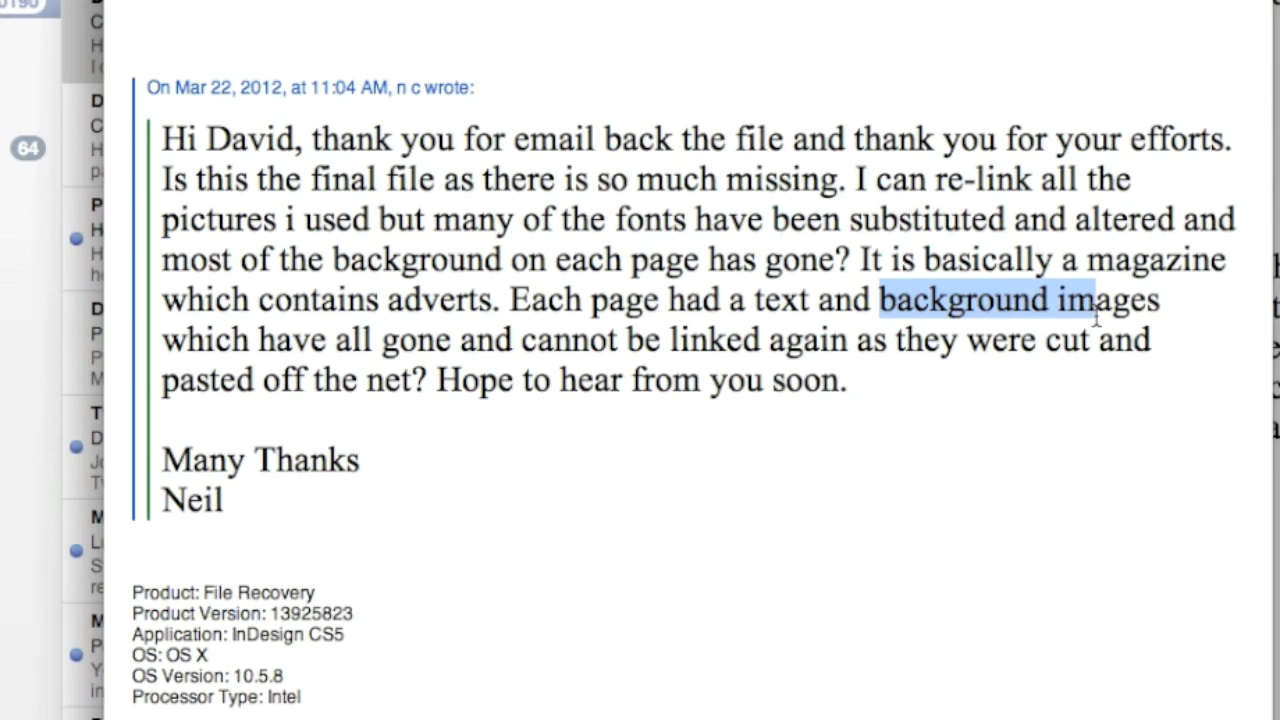 On Mar 22, 2012, at 11:04 AM, n c wrote:
Hi David, thank you for email back the file and thank you for your efforts.
Is this the final file as there is so much missing. I can re-link all the
pictures i used but many of the fonts have been substituted and altered and
most of the background on each page has gone? It is basically a magazine
which contains adverts. Each page had a text and background images
which have all gone and cannot be linked again as they were cut and
pasted off the net? Hope to hear from you soon.
Many Thanks
Neil
64
Product: File Recovery
Product Version: 13925823
Application: InDesign CS5
OS: OS X
OS Version: 10.5.8
Processor Type: Intel